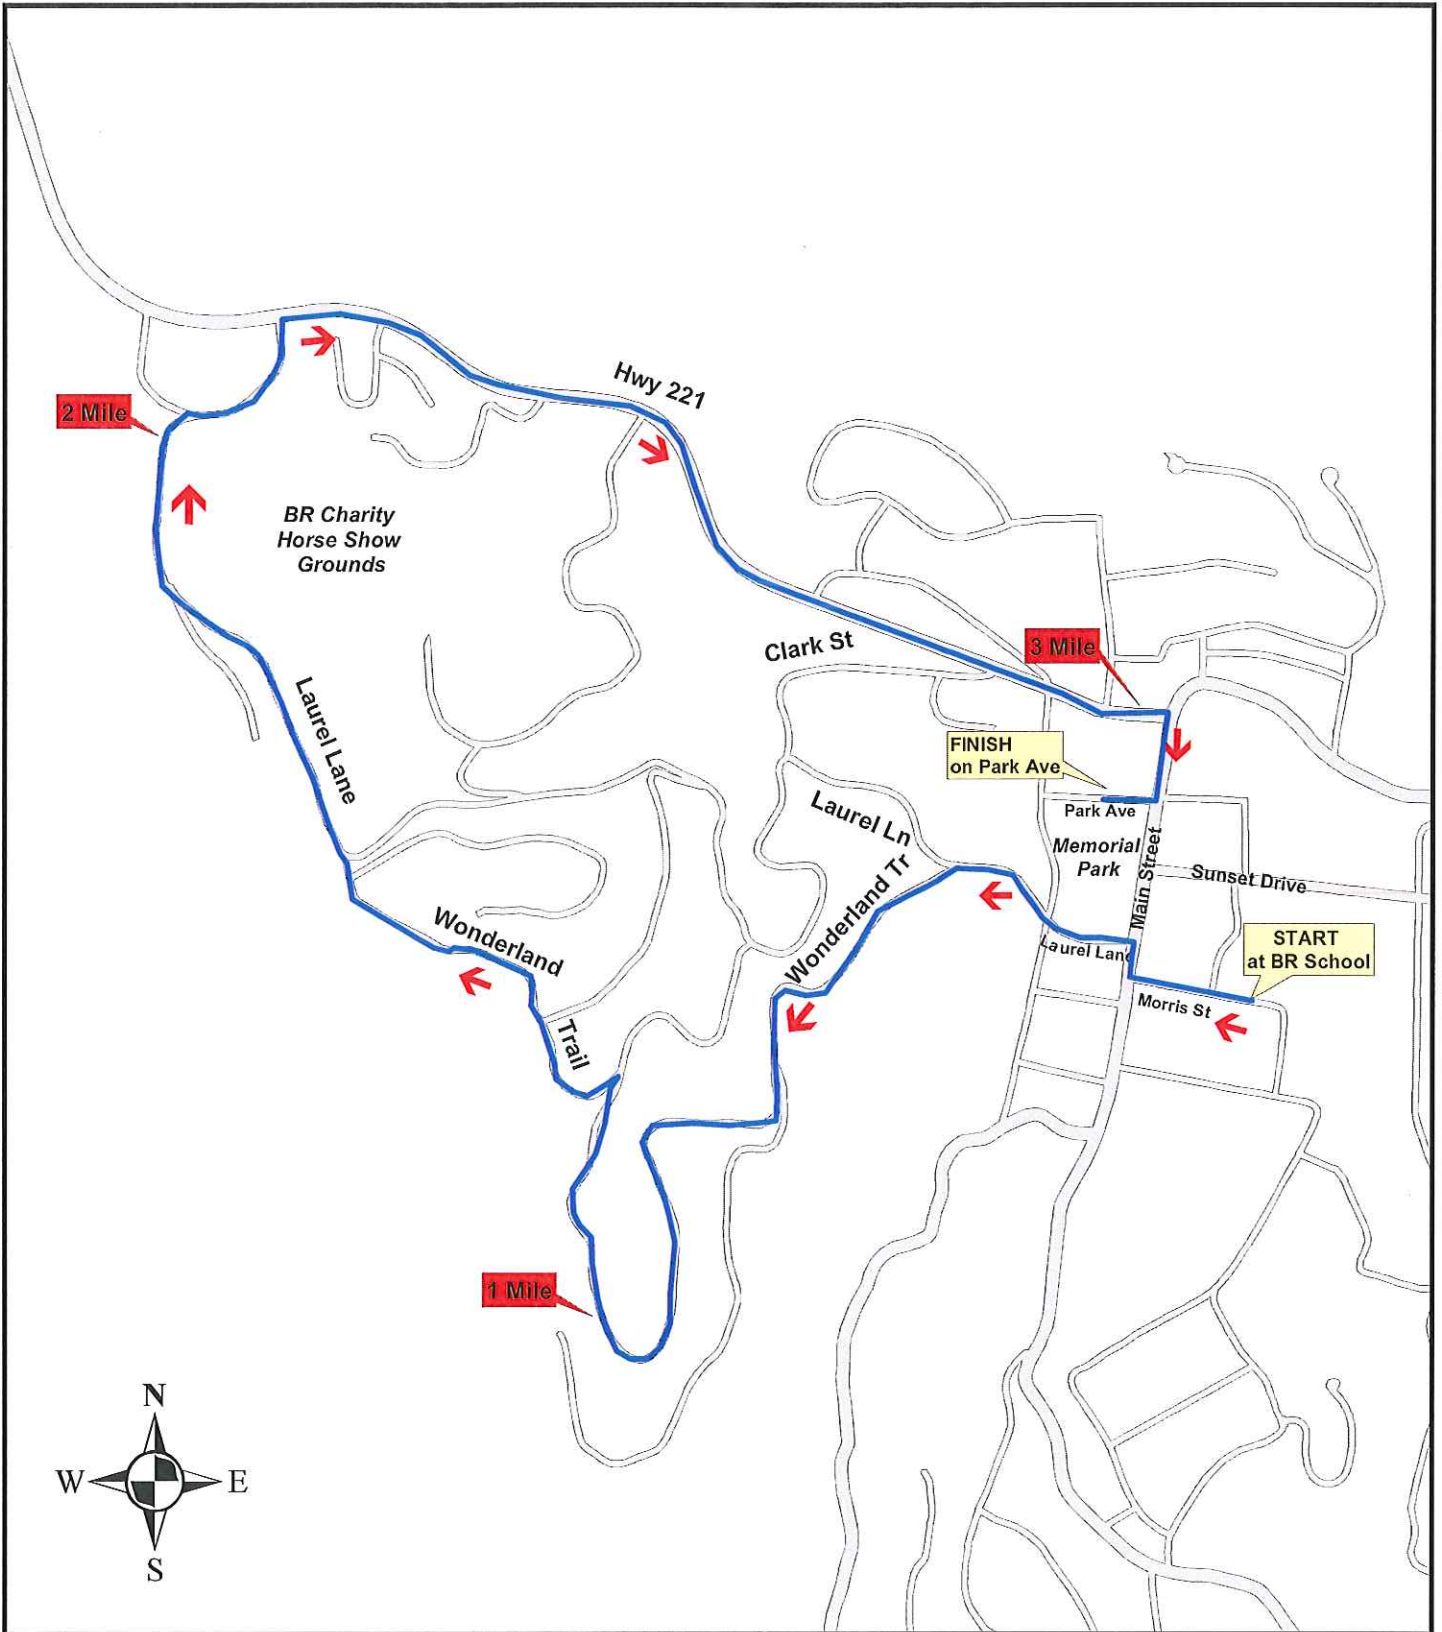 Hwy 221
2 Mile
BR Charity
Horse Show
Grounds
Clark St
3 Mile
Laurel Lane
FINISH
on Park Ave
Park Ave
Laurel Ln
Memorial
Park
Main Street
Sunset Drive
Wonderland Tr
Wonderland
Trail
Laurel Lane
START
at BR School
Morris St
1 Mile
N
W
E
S